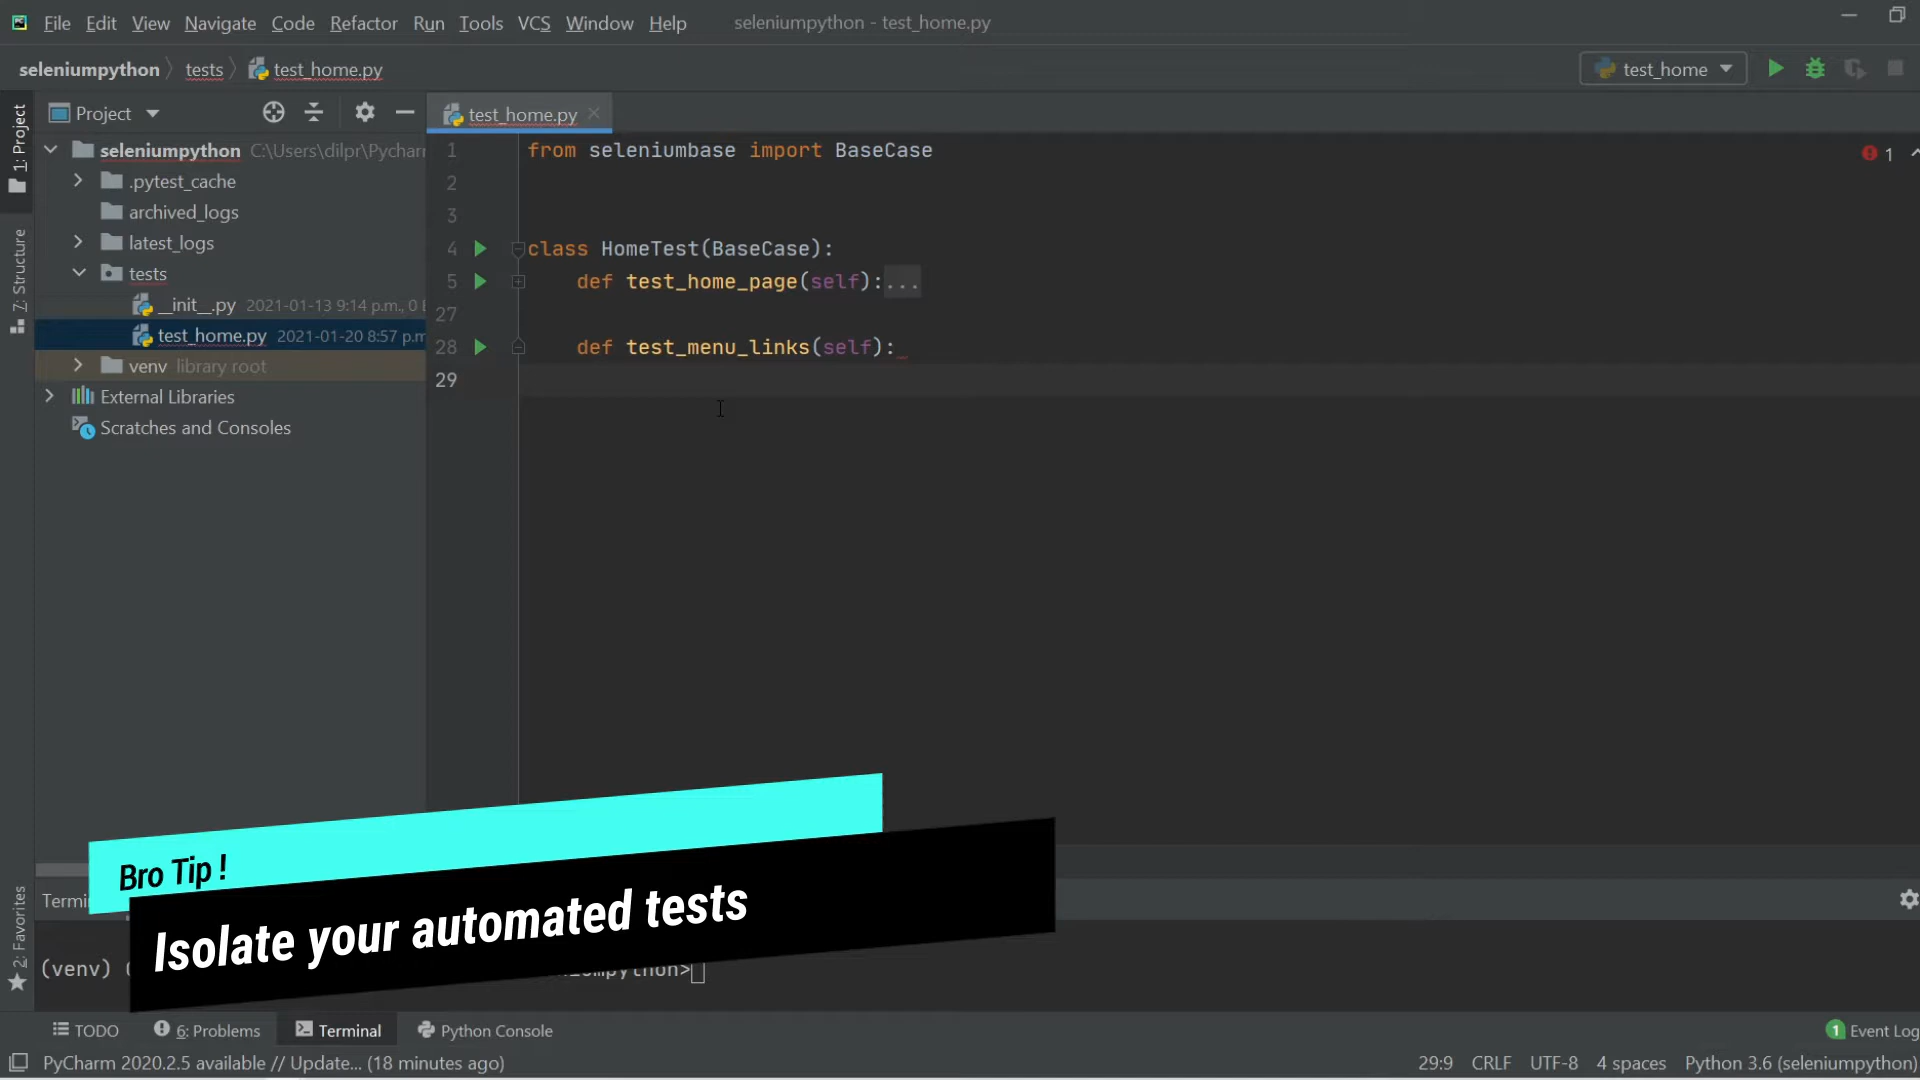 File Edit View Navigate Code Refactor Run Tools VCS Window Help seleniumpython - test_home.py
seleniumpython tests test_home.py test_home
1: Project
Project
test_home.py
seleniumpython C:\Users\dilpr\Pycharm
.pytest_cache
archived_logs
latest_logs
tests
__init__.py 2021-01-13 9:14 p.m., 0
test_home.py 2021-01-20 8:57 p.m
venv library root
External Libraries
Scratches and Consoles
7: Structure
2: Favorites
1 from seleniumbase import BaseCase
2
3
4 class HomeTest(BaseCase):
5 def test_home_page(self):...
27
28 def test_menu_links(self):
29
1
Bro Tip !
Isolate your automated tests
(venv)
TODO 6: Problems Terminal Python Console 1 Event Log
PyCharm 2020.2.5 available // Update... (18 minutes ago) 29:9 CRLF UTF-8 4 spaces Python 3.6 (seleniumpython)